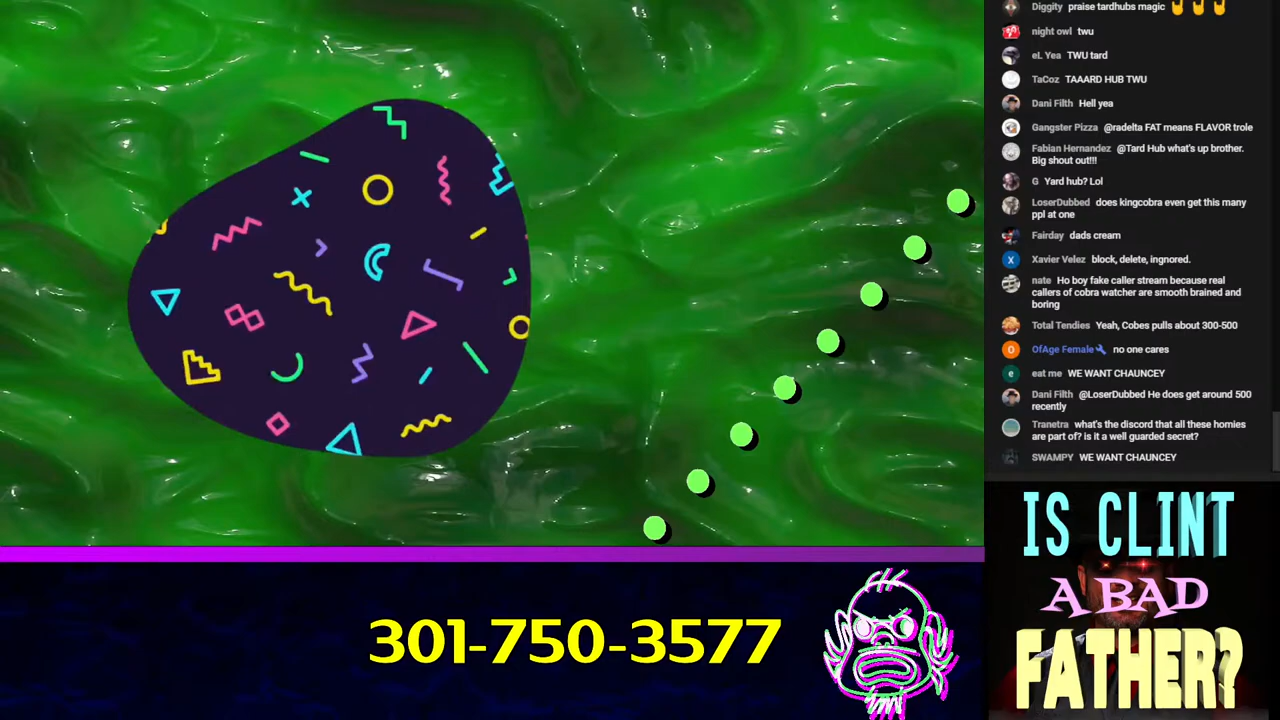 Diggity praise tardhubs magic
night owl twu
eL Yea TWU tard
TaCoz TAAARD HUB TWU
Dani Filth Hell yea
Gangster Pizza @radelta FAT means FLAVOR trole
Fabian Hernandez @Tard Hub what's up brother.
Big shout out!!!
G Yard hub? Lol
LoserDubbed does kingcobra even get this many
ppl at one
Fairday dads cream
X
Xavier Velez block, delete, ingnored.
nate Ho boy fake caller stream because real
callers of cobra watcher are smooth brained and
boring
Total Tendies Yeah, Cobes pulls about 300-500
O
OfAge Female no one cares
e
eat me WE WANT CHAUNCEY
Dani Filth @LoserDubbed He does get around 500
recently
Tranetra what's the discord that all these homies
are part of? is it a well guarded secret?
SWAMPY WE WANT CHAUNCEY
IS CLINT
A BAD
FATHER?
301-750-3577